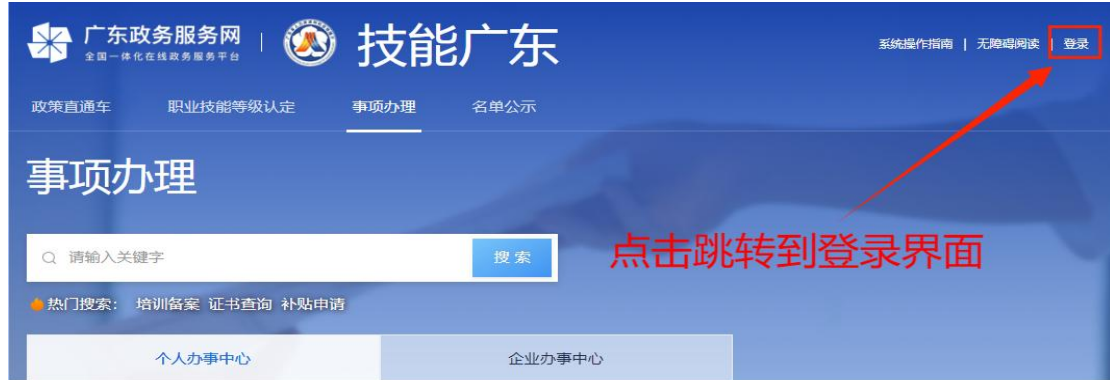 广东政务服务网
全国一体化在线政务服务平台
技能广东
系统操作指南 | 无障碍阅读 | 登录
政策直通车 职业技能等级认定 事项办理 名单公示
事项办理
请输入关键字 搜索
点击跳转到登录界面
热门搜索: 培训备案 证书查询 补贴申请
个人办事中心 企业办事中心